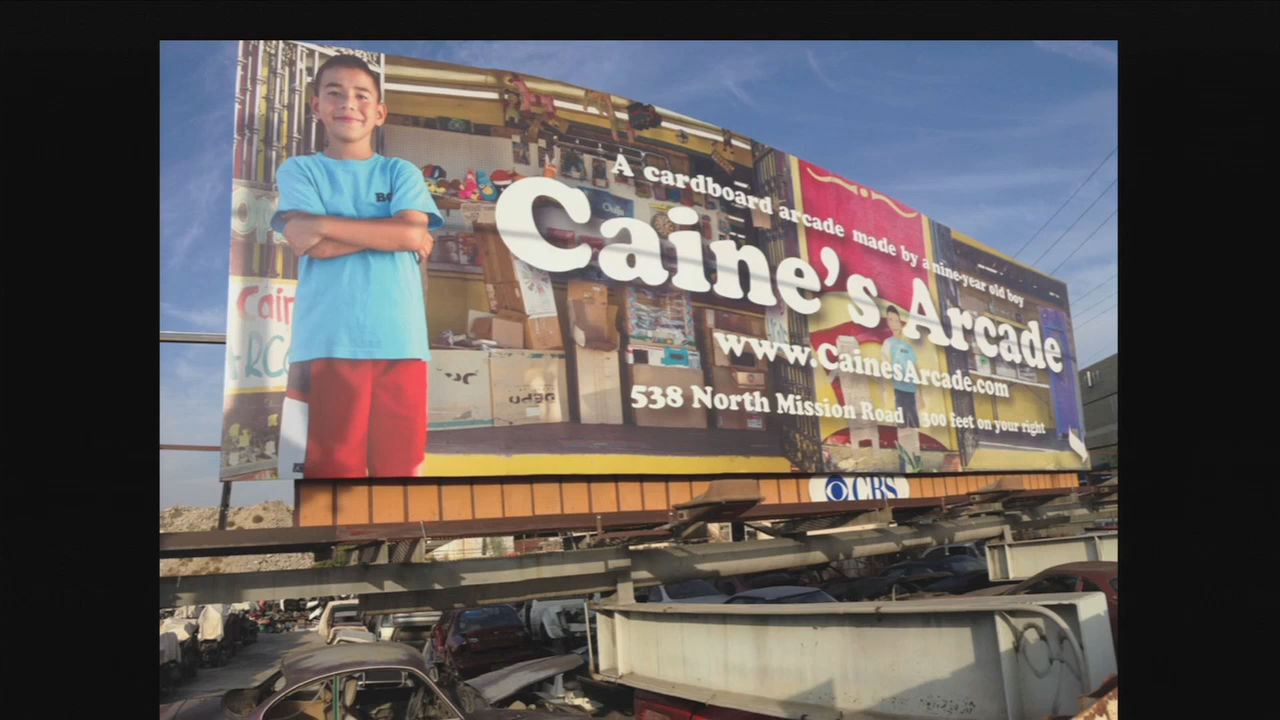 A cardboard arcade made by a nine-year old boy
Caine's Arcade
www.CainesArcade.com
538 North Mission Road 300 feet on your right
CBS